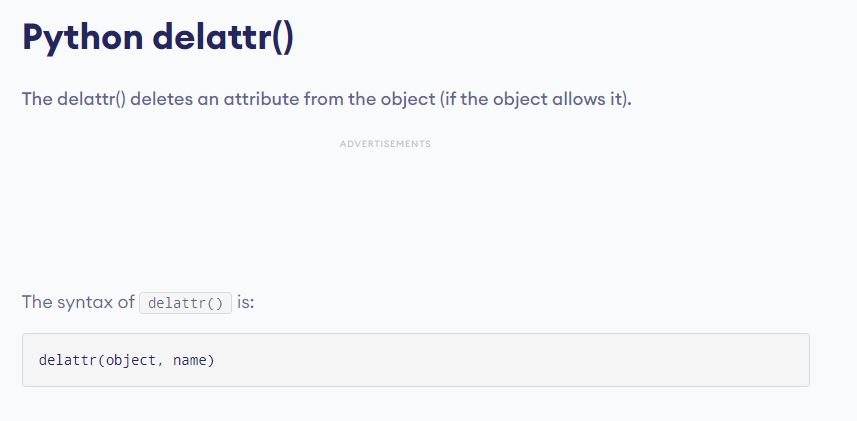 Python delattr()
The delattr() deletes an attribute from the object (if the object allows it).
ADVERTISEMENTS
The syntax of delattr() is:
delattr(object, name)